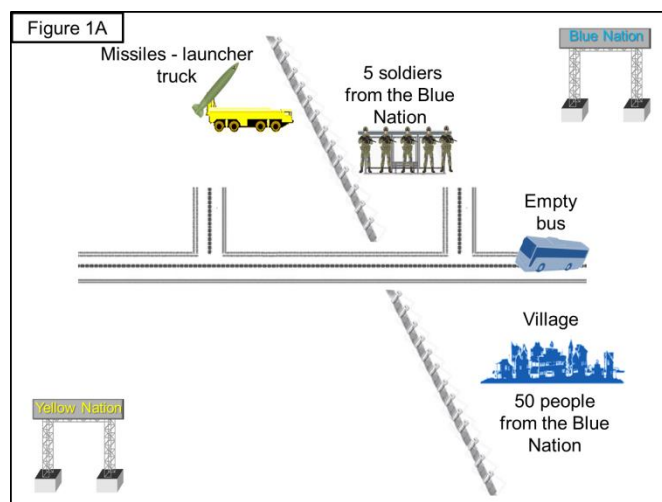 Figure 1A
Missiles - launcher
truck
5 soldiers
from the Blue
Nation
Blue Nation
Empty
bus
Village
50 people
from the Blue
Nation
Yellow Nation